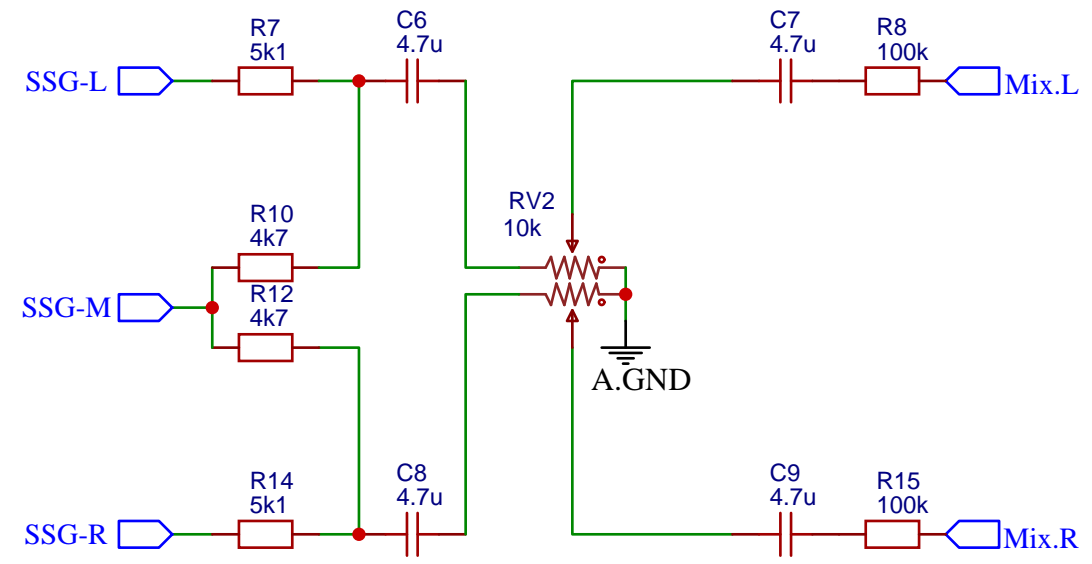 C6
4.7u
C7
4.7u
R7
5k1
R8
100k
SSG-L
Mix.L
RV2
10k
R10
4k7
R12
4k7
SSG-M
A.GND
C8
4.7u
C9
4.7u
R14
5k1
R15
100k
SSG-R
Mix.R